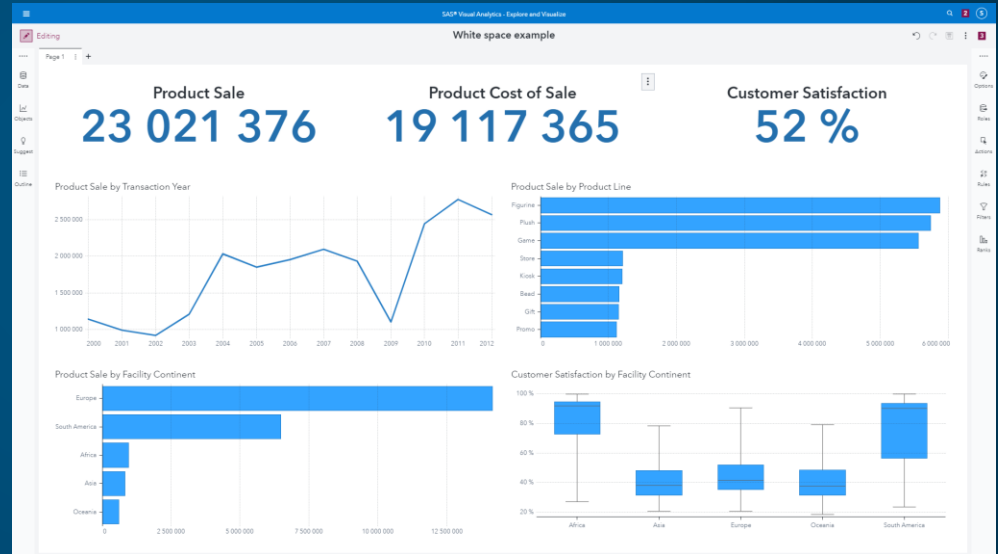 SAS® Visual Analytics - Explore and Visualize
2
S
Editing
White space example
3
Page 1
+
Data
Objects
Suggest
Outline
Options
Roles
Actions
Rules
Filters
Ranks
Product Sale
Product Cost of Sale
Customer Satisfaction
23 021 376
19 117 365
52 %
Product Sale by Transaction Year
2 500 000
2 000 000
1 500 000
1 000 000
2000 2001 2002 2003 2004 2005 2006 2007 2008 2009 2010 2011 2012
Product Sale by Product Line
Figurine
Plush
Game
Store
Kiosk
Bead
Gift
Promo
0 1 000 000 2 000 000 3 000 000 4 000 000 5 000 000 6 000 000
Product Sale by Facility Continent
Europe
South America
Africa
Asia
Oceania
0 2 500 000 5 000 000 7 500 000 10 000 000 12 500 000
Customer Satisfaction by Facility Continent
100 %
80 %
60 %
40 %
20 %
Africa Asia Europe Oceania South America